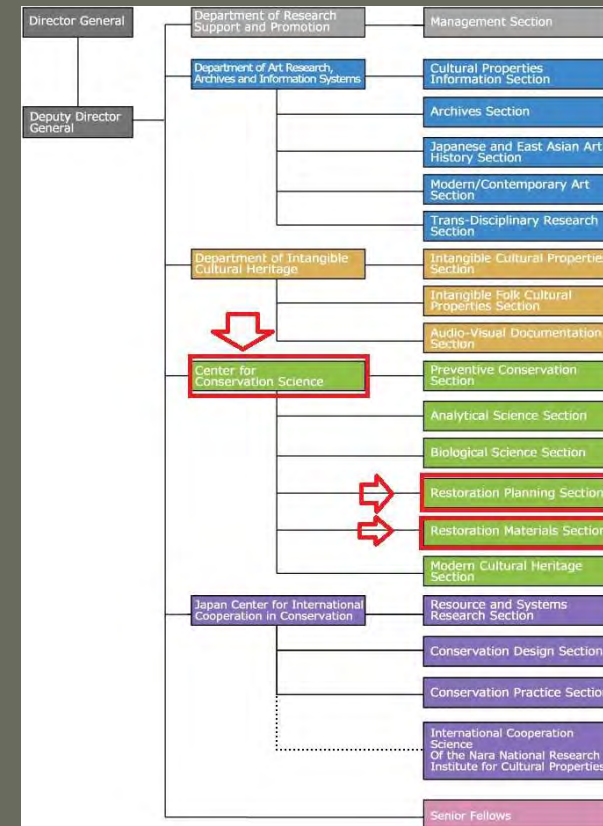 Director General
Department of Research
Support and Promotion
Management Section
Department of Art Research,
Archives and Information Systems
Cultural Properties
Information Section
Deputy Director
General
Archives Section
Japanese and East Asian Art
History Section
Modern/Contemporary Art
Section
Trans-Disciplinary Research
Section
Department of Intangible
Cultural Heritage
Intangible Cultural Propertie
Section
Intangible Folk Cultural
Properties Section
Audio-Visual Documentation
Section
Center for
Conservation Science
Preventive Conservation
Section
Analytical Science Section
Biological Science Section
Restoration Planning Section
Restoration Materials Section
Modern Cultural Heritage
Section
Japan Center for International
Cooperation in Conservation
Resource and Systems
Research Section
Conservation Design Section
Conservation Practice Section
International Cooperation
Science
Of the Nara National Research
Institute for Cultural Properties
Senior Fellows